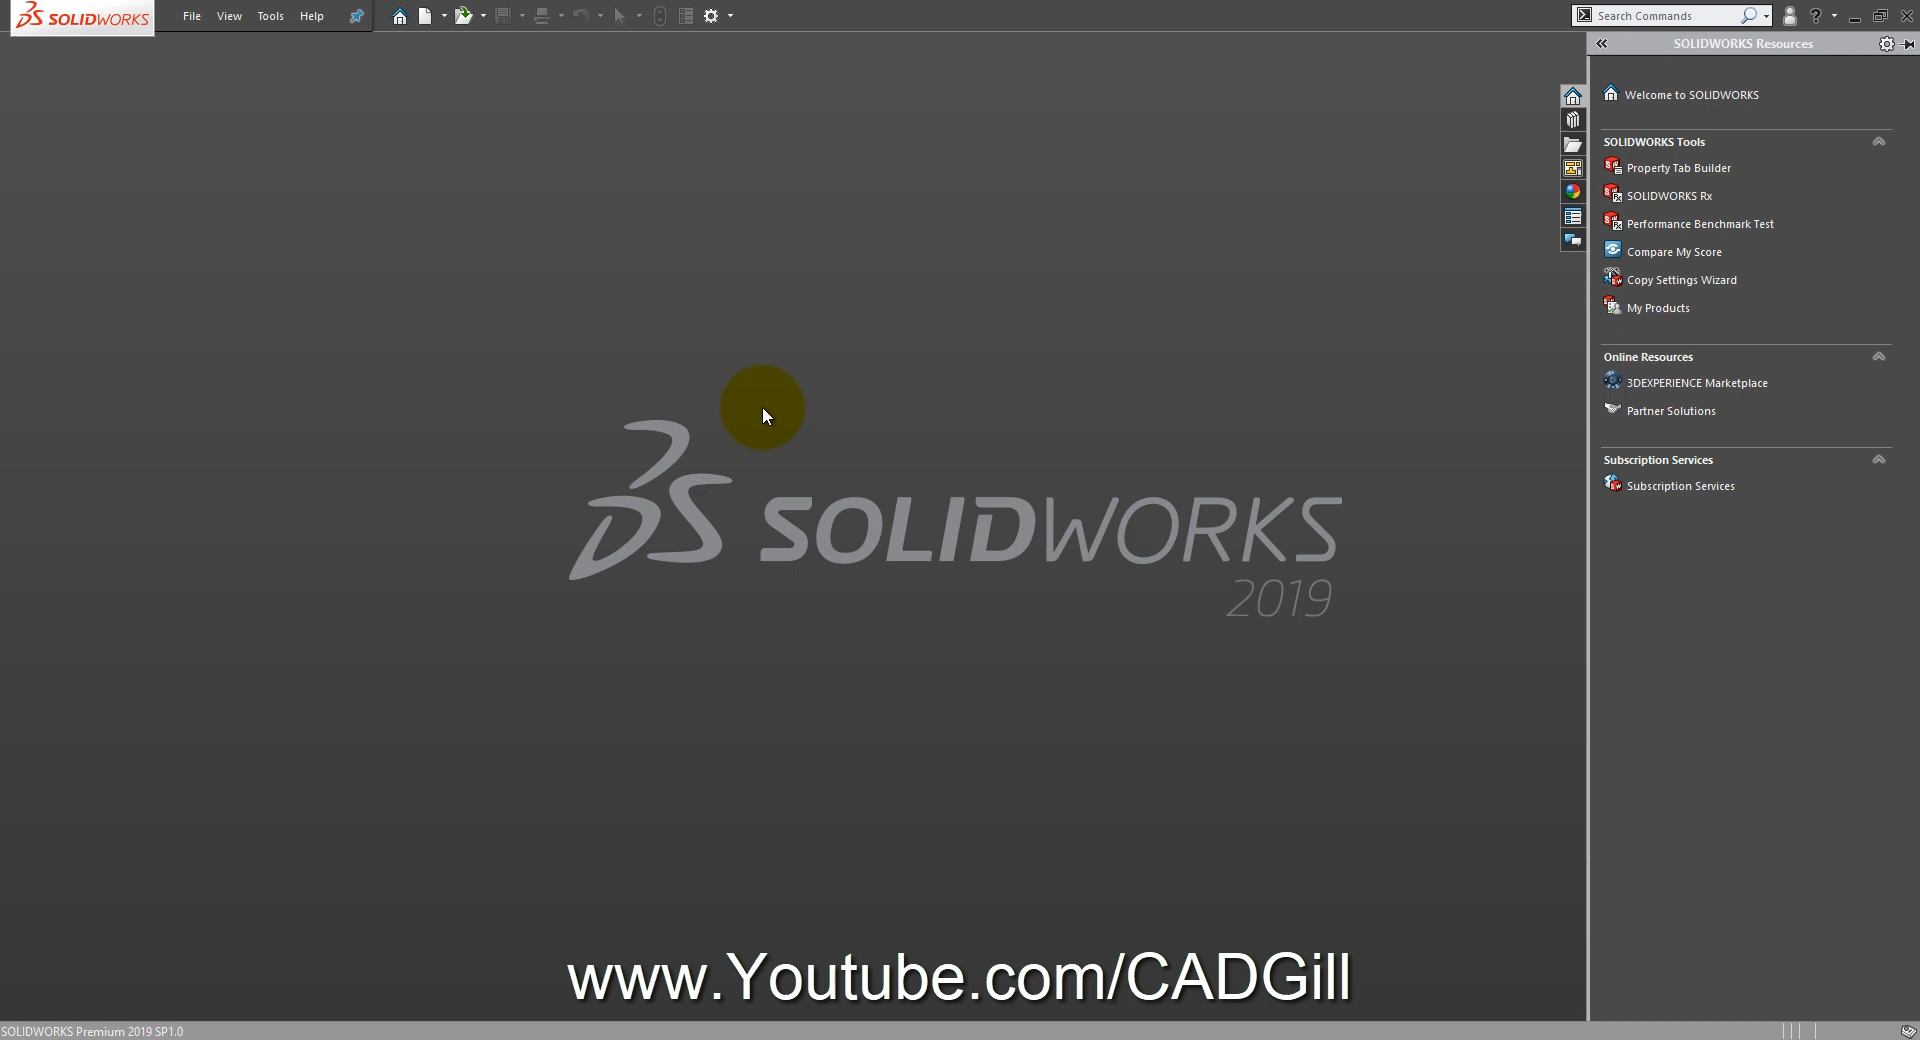 SOLIDWORKS
File View Tools Help
Search Commands
SOLIDWORKS Resources
Welcome to SOLIDWORKS
SOLIDWORKS Tools
Property Tab Builder
SOLIDWORKS Rx
Performance Benchmark Test
Compare My Score
Copy Settings Wizard
My Products
Online Resources
3DEXPERIENCE Marketplace
Partner Solutions
Subscription Services
Subscription Services
SOLIDWORKS
2019
www.Youtube.com/CADGill
SOLIDWORKS Premium 2019 SP1.0